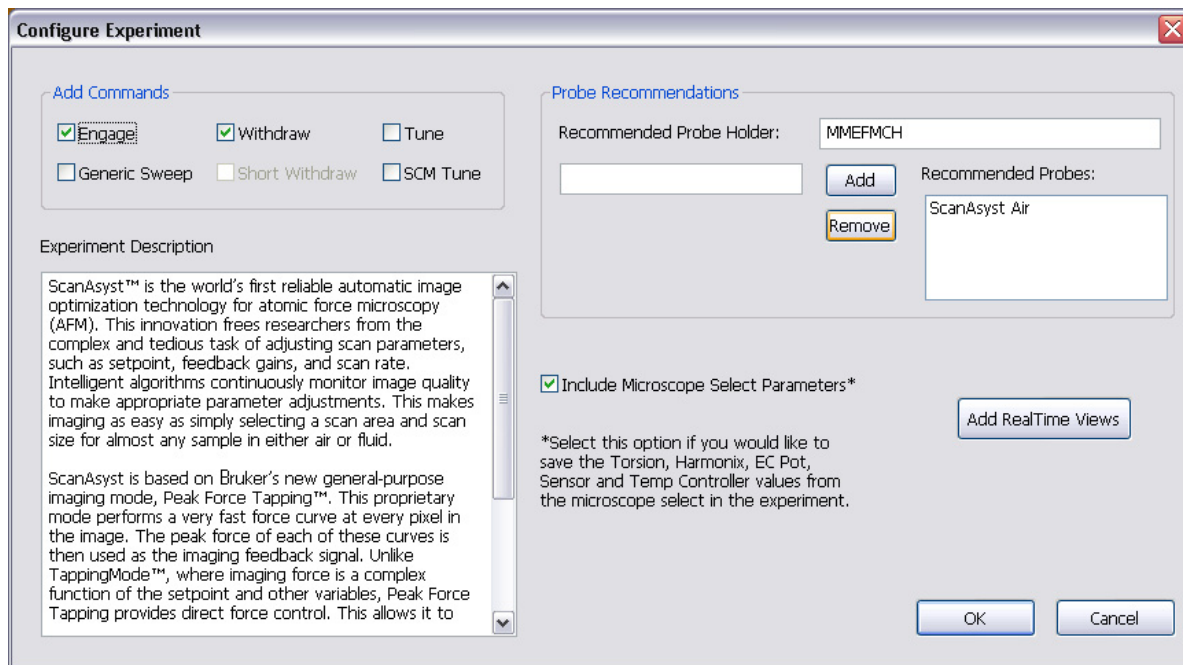 Configure Experiment
Add Commands
Engage
Withdraw
Tune
Generic Sweep
Short Withdraw
SCM Tune
Experiment Description
ScanAsyst™ is the world's first reliable automatic image
optimization technology for atomic force microscopy
(AFM). This innovation frees researchers from the
complex and tedious task of adjusting scan parameters,
such as setpoint, feedback gains, and scan rate.
Intelligent algorithms continuously monitor image quality
to make appropriate parameter adjustments. This makes
imaging as easy as simply selecting a scan area and scan
size for almost any sample in either air or fluid.
ScanAsyst is based on Bruker's new general-purpose
imaging mode, Peak Force Tapping™. This proprietary
mode performs a very fast force curve at every pixel in
the image. The peak force of each of these curves is
then used as the imaging feedback signal. Unlike
TappingMode™, where imaging force is a complex
function of the setpoint and other variables, Peak Force
Tapping provides direct force control. This allows it to
Probe Recommendations
Recommended Probe Holder:
MMEFMCH
Add
Remove
Recommended Probes:
ScanAsyst Air
Include Microscope Select Parameters*
*Select this option if you would like to
save the Torsion, Harmonix, EC Pot,
Sensor and Temp Controller values from
the microscope select in the experiment.
Add RealTime Views
OK
Cancel